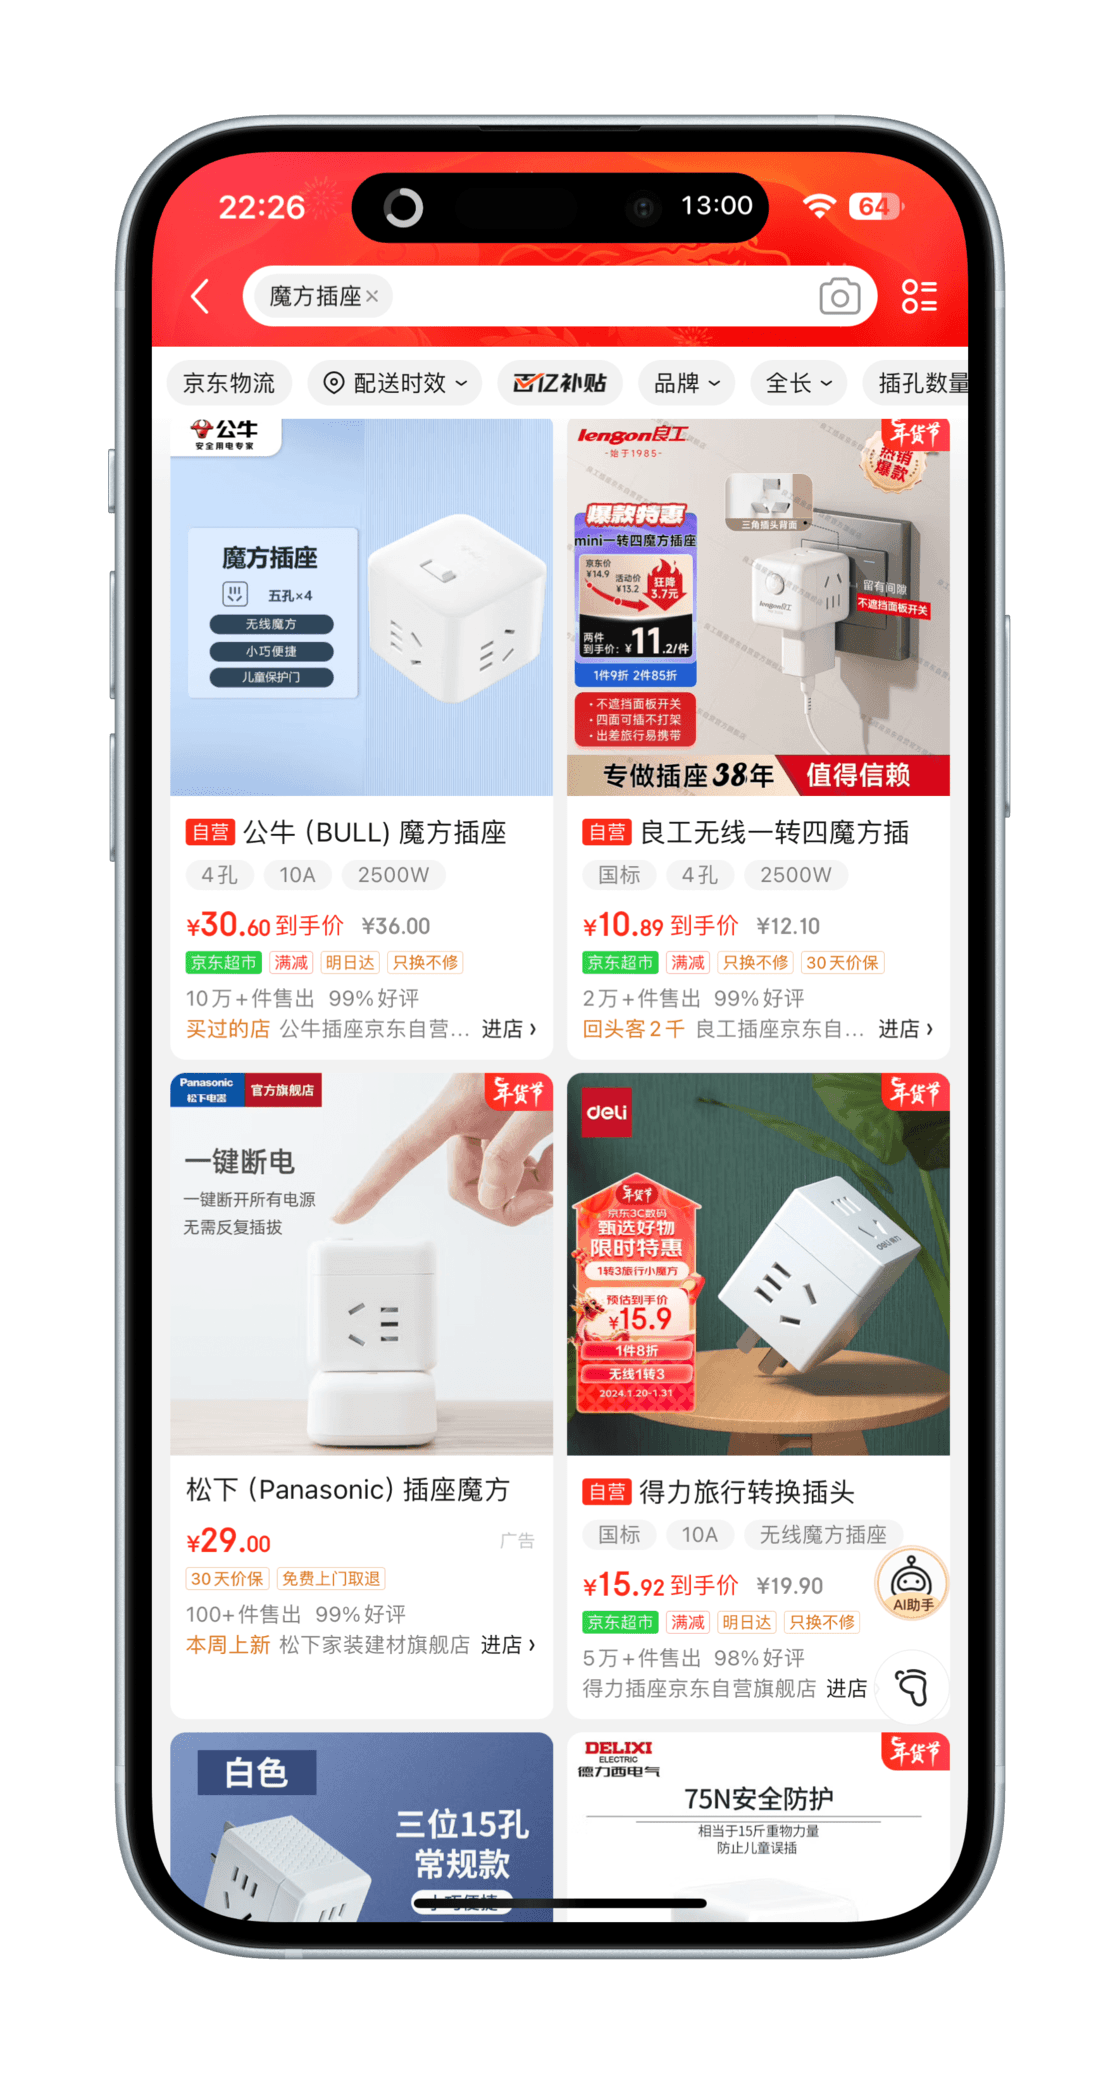 22:26
13:00
64
魔方插座×
京东物流
配送时效
百亿补贴
品牌
全长
插孔数量
公牛
安全用电专家
魔方插座
五孔×4
无线魔方
小巧便捷
儿童保护门
自营 公牛（BULL) 魔方插座
4孔 10A 2500W
¥30.60 到手价 ¥36.00
京东超市 满减 明日达 只换不修
10万+件售出 99%好评
买过的店 公牛插座京东自营... 进店›
lengon良工
-始于1985-
年货节
热销
爆款
三角插头背面
爆款特惠
mini一转四魔方插座
京东价
¥14.9
活动价
¥13.2
狂降
3.7元
两件
到手价: ¥11.2/件
1件9折 2件85折
·不遮挡面板开关
·四面可插不打架
·出差旅行易携带
留有间隙
不遮挡面板开关
lengon良工
专做插座38年 值得信赖
自营 良工无线一转四魔方插
国标 4孔 2500W
¥10.89 到手价 ¥12.10
京东超市 满减 只换不修 30天价保
2万+件售出 99%好评
回头客2千 良工插座京东自... 进店›
Panasonic
松下电器
官方旗舰店
年货节
一键断电
一键断开所有电源
无需反复插拔
松下（Panasonic）插座魔方
¥29.00
广告
30天价保 免费上门取退
100+件售出 99%好评
本周上新 松下家装建材旗舰店 进店›
deli
年货节
年货节
京东3C数码
甄选好物
限时特惠
1转3旅行小魔方
预估到手价
¥15.9
1件8折
无线1转3
2024.1.20-1.31
deli 得力
自营 得力旅行转换插头
国标 10A 无线魔方插座
¥15.92 到手价 ¥19.90
京东超市 满减 明日达 只换不修
5万+件售出 98%好评
得力插座京东自营旗舰店 进店
AI助手
白色
三位15孔
常规款
小巧便捷
DELIXI
ELECTRIC
德力西电气
年货节
75N安全防护
相当于15斤重物力量
防止儿童误插